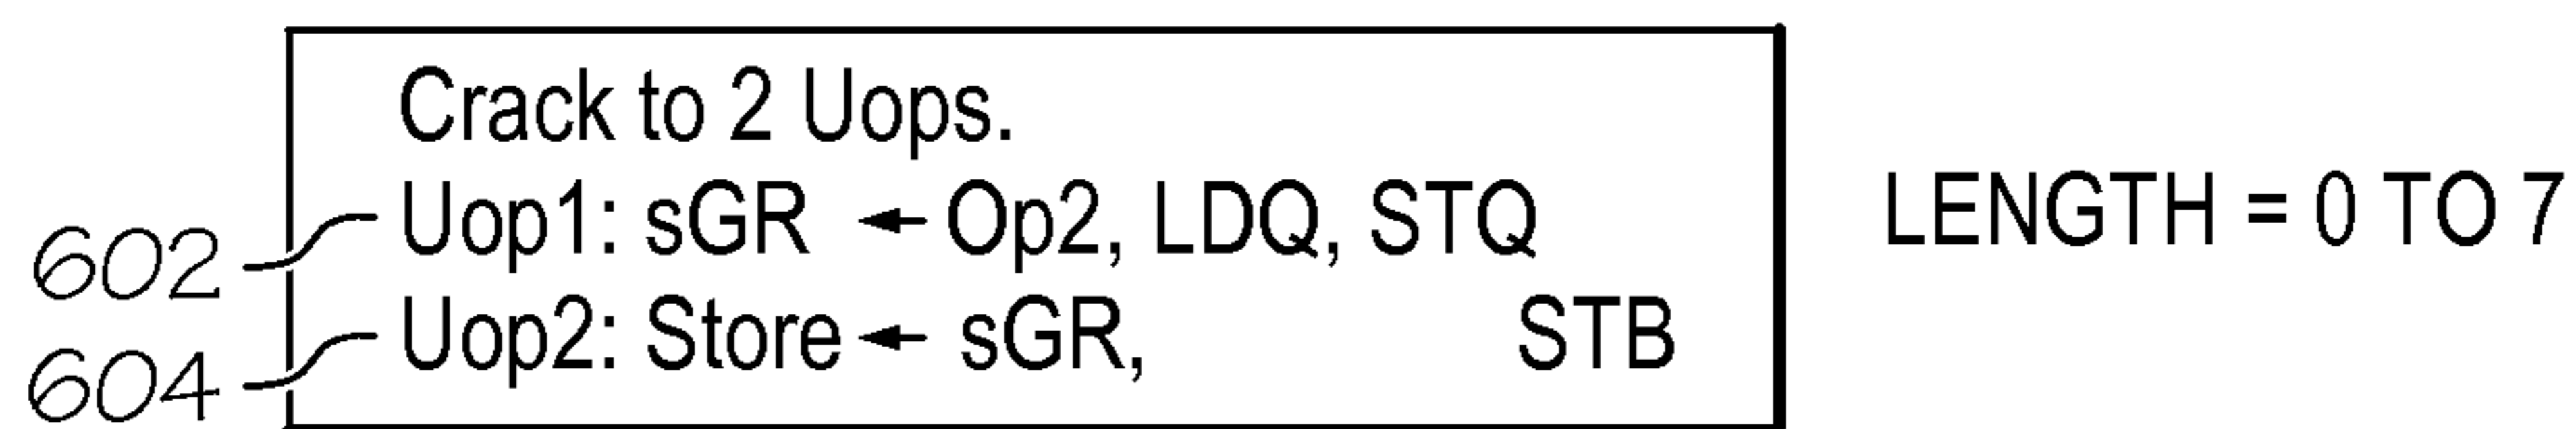 Crack to 2 Uops.
602 Uop1: sGR ← Op2, LDQ, STQ LENGTH = 0 TO 7
604 Uop2: Store ← sGR, STB